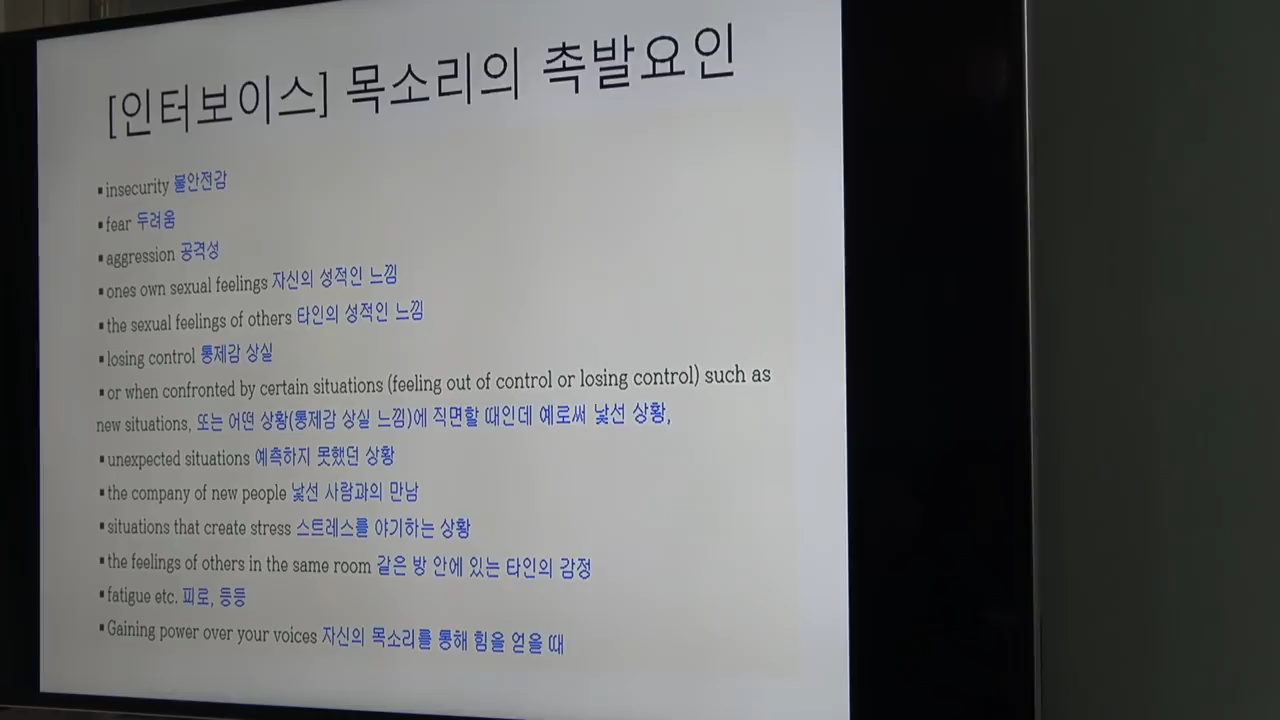 [인터보이스] 목소리의 촉발요인
▪insecurity 불안전감
▪fear 두려움
▪aggression 공격성
▪ones own sexual feelings 자신의 성적인 느낌
▪the sexual feelings of others 타인의 성적인 느낌
▪losing control 통제감 상실
▪or when confronted by certain situations (feeling out of control or losing control) such as
new situations, 또는 어떤 상황(통제감 상실 느낌)에 직면할 때인데 예로써 낯선 상황,
▪unexpected situations 예측하지 못했던 상황
▪the company of new people 낯선 사람과의 만남
▪situations that create stress 스트레스를 야기하는 상황
▪the feelings of others in the same room 같은 방 안에 있는 타인의 감정
▪fatigue etc. 피로, 등등
▪Gaining power over your voices 자신의 목소리를 통해 힘을 얻을 때